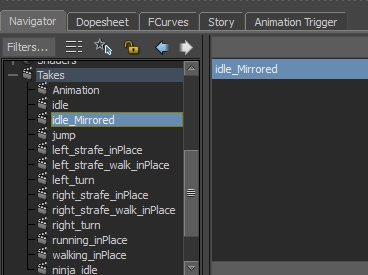 Navigator Dopesheet FCurves Story Animation Trigger
Filters...
Shaders
Takes
Animation
idle
idle_Mirrored
jump
left_strafe_inPlace
left_strafe_walk_inPlace
left_turn
right_strafe_inPlace
right_strafe_walk_inPlace
right_turn
running_inPlace
walking_inPlace
ninja_idle
idle_Mirrored